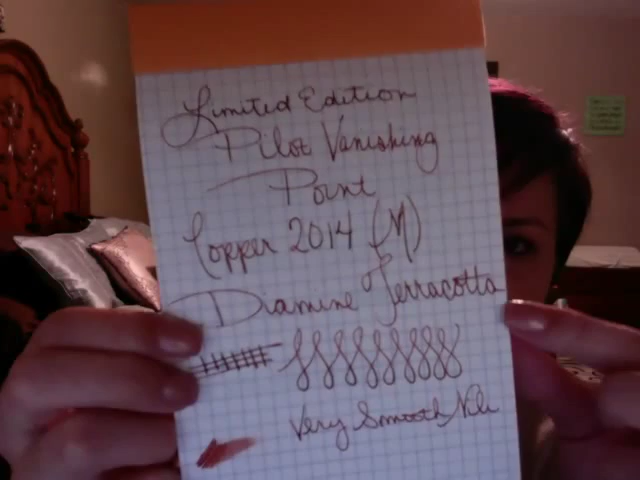 Limited Edition
Pilot Vanishing
Point
Copper 2014 (M)
Diamine Terracotta
Very Smooth Nib